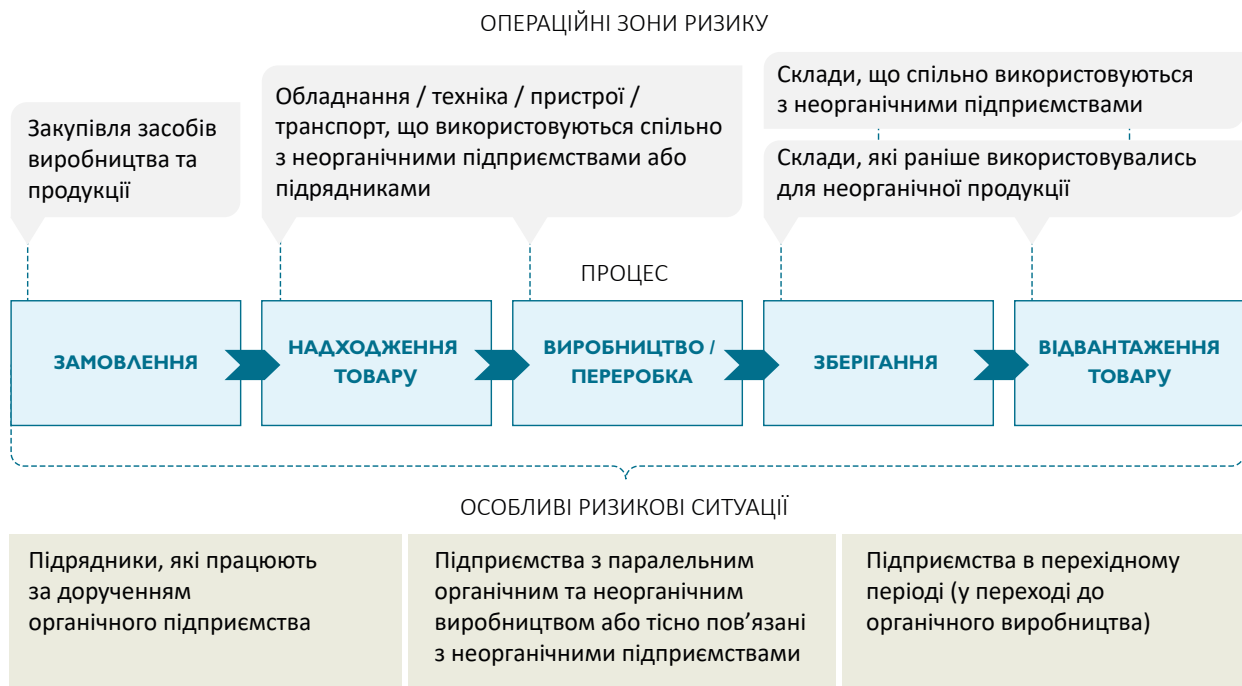 ОПЕРАЦІЙНІ ЗОНИ РИЗИКУ
Закупівля засобів
виробництва та
продукції
Обладнання / техніка / пристрої /
транспорт, що використовуються спільно
з неорганічними підприємствами або
підрядниками
Склади, що спільно використовуються
з неорганічними підприємствами
Склади, які раніше використовувались
для неорганічної продукції
ПРОЦЕС
ЗАМОВЛЕННЯ
НАДХОДЖЕННЯ
ТОВАРУ
ВИРОБНИЦТВО /
ПЕРЕРОБКА
ЗБЕРІГАННЯ
ВІДВАНТАЖЕННЯ
ТОВАРУ
ОСОБЛИВІ РИЗИКОВІ СИТУАЦІЇ
Підрядники, які працюють
за дорученням
органічного підприємства
Підприємства з паралельним
органічним та неорганічним
виробництвом або тісно пов’язані
з неорганічними підприємствами
Підприємства в перехідному
періоді (у переході до
органічного виробництва)